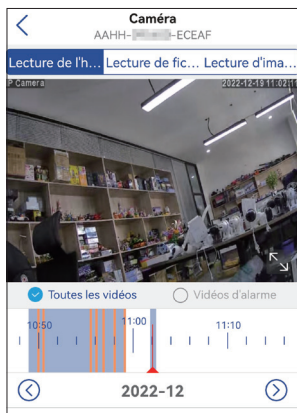 Caméra
AAHH- -ECEAF
Lecture de l'h... Lecture de fic... Lecture d'ima...
P Camera 2022-12-19 11:02:11
Toutes les vidéos Vidéos d'alarme
10:50 11:00 11:10
2022-12